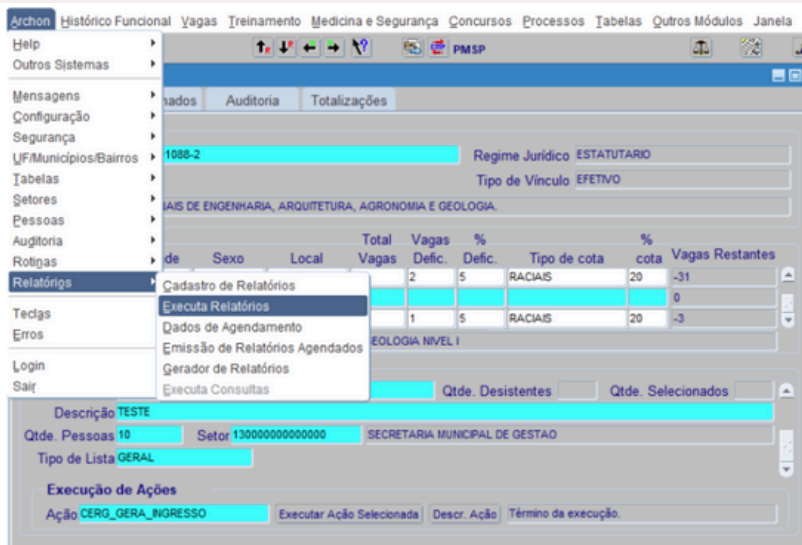 Archon Histórico Funcional Vagas Treinamento Medicina e Segurança Concursos Processos Tabelas Outros Módulos Janela
Help
Outros Sistemas
PMSP
Mensagens
Configuração
Segurança
UF/Municípios/Bairros
Tabelas
Setores
Pessoas
Auditoria
Rotinas
Relatórios
Teclas
Erros
Login
Sair
Cadastro de Relatórios
Executa Relatórios
Dados de Agendamento
Emissão de Relatórios Agendados
Gerador de Relatórios
Executa Consultas
nados Auditoria Totalizações
1088-2 Regime Jurídico ESTATUTARIO
Tipo de Vínculo EFETIVO
IAIS DE ENGENHARIA, ARQUITETURA, AGRONOMIA E GEOLOGIA.
de Sexo Local Total Vagas Vagas Defic. % Defic. Tipo de cota % cota Vagas Restantes
2 5 RACIAIS 20 -31
0
1 5 RACIAIS 20 -3
EOLOGIA NIVEL I
Qtde. Desistentes Qtde. Selecionados
Descrição TESTE
Qtde. Pessoas 10 Setor 130000000000000 SECRETARIA MUNICIPAL DE GESTAO
Tipo de Lista GERAL
Execução de Ações
Ação CERG_GERA_INGRESSO Executar Ação Selecionada Descr. Ação Término da execução.